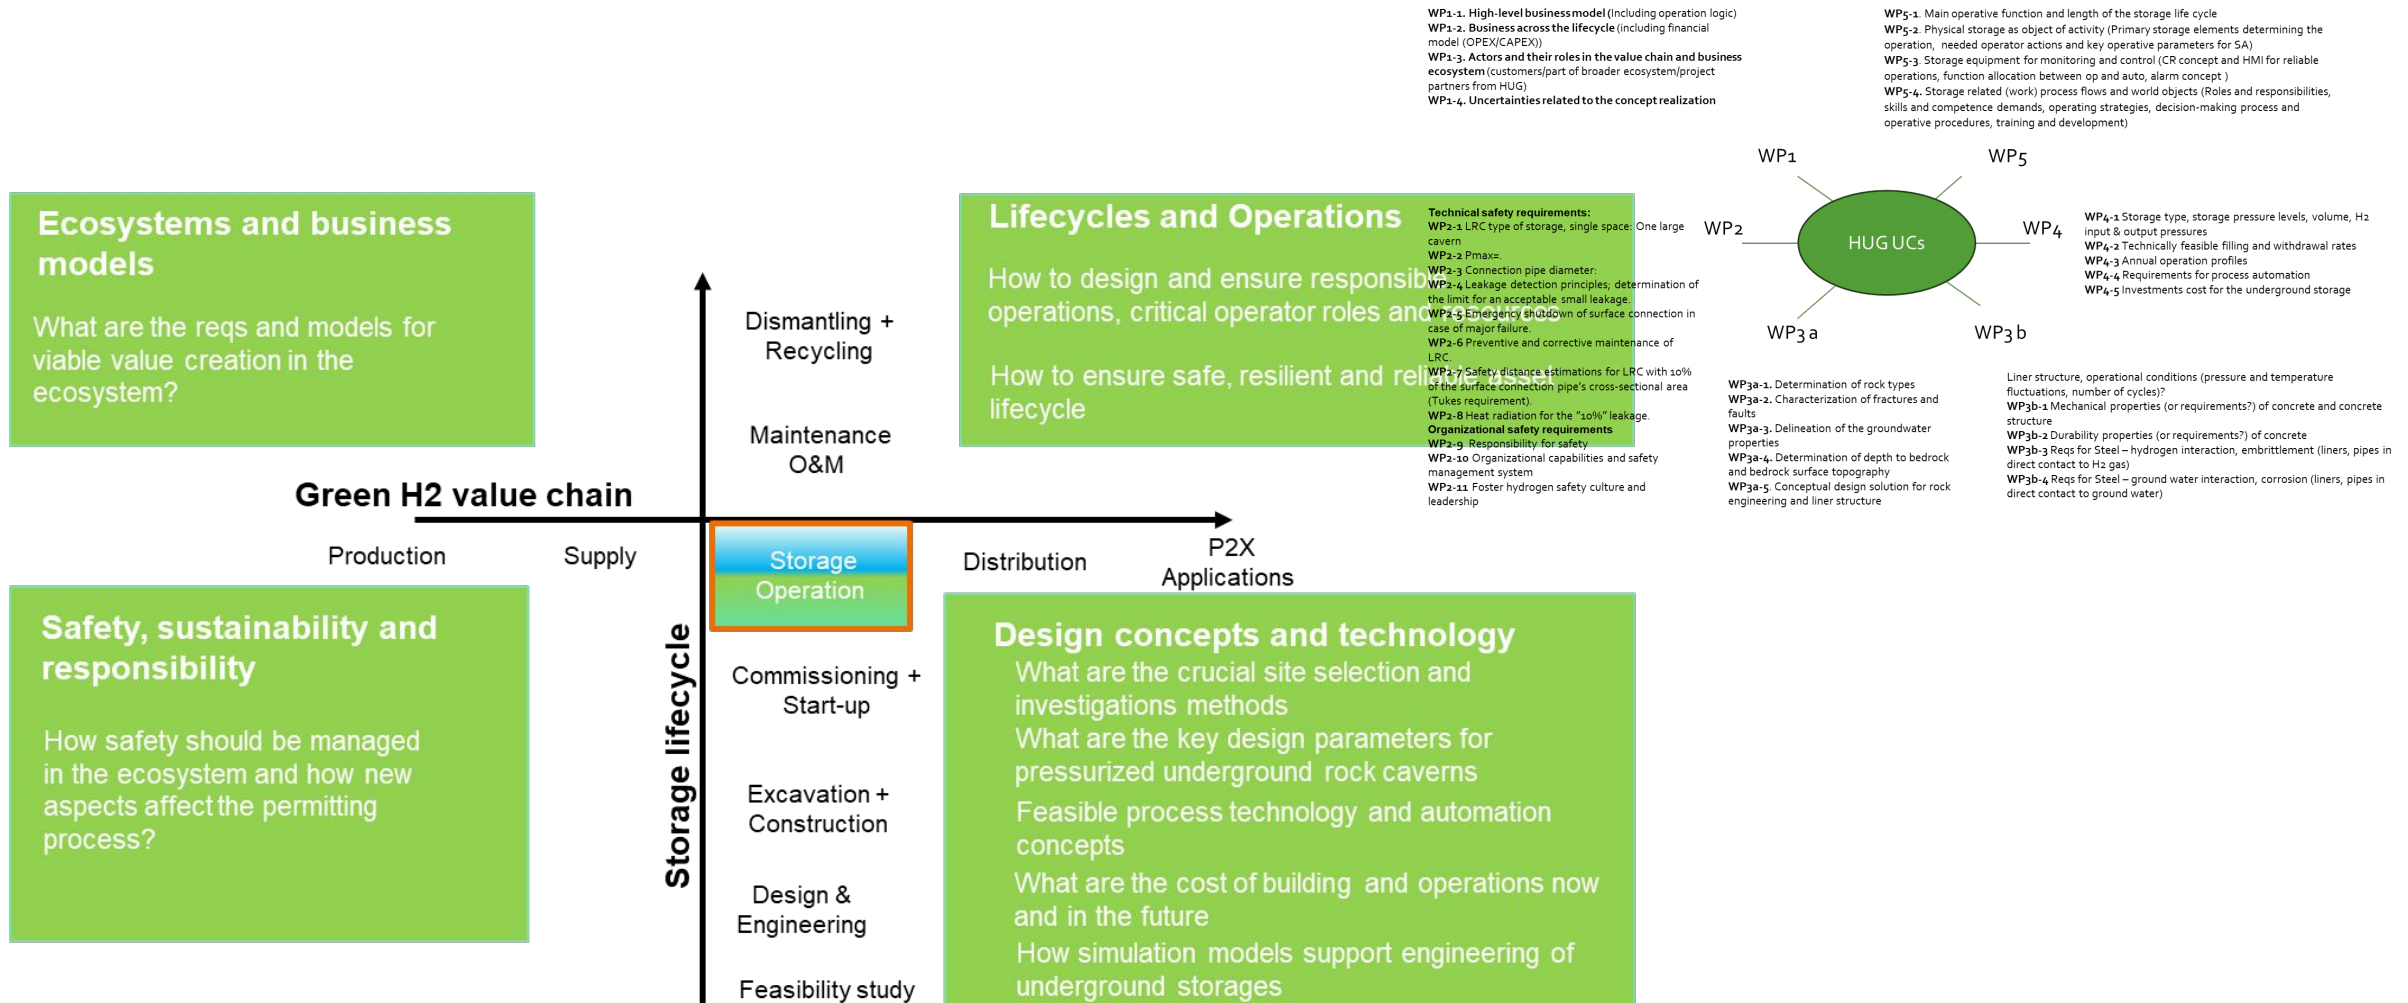 WP1-1. High-level business model (Including operation logic)
WP1-2. Business across the lifecycle (including financial
model (OPEX/CAPEX))
WP1-3. Actors and their roles in the value chain and business
ecosystem (customers/part of broader ecosystem/project
partners from HUG)
WP1-4. Uncertainties related to the concept realization
WP5-1. Main operative function and length of the storage life cycle
WP5-2. Physical storage as object of activity (Primary storage elements determining the
operation, needed operator actions and key operative parameters for SA)
WP5-3. Storage equipment for monitoring and control (CR concept and HMI for reliable
operations, function allocation between op and auto, alarm concept )
WP5-4. Storage related (work) process flows and world objects (Roles and responsibilities,
skills and competence demands, operating strategies, decision-making process and
operative procedures, training and development)
WP1
WP5
WP2
HUG UCs
WP4
WP3 a
WP3 b
WP4-1 Storage type, storage pressure levels, volume, H2
input & output pressures
WP4-2 Technically feasible filling and withdrawal rates
WP4-3 Annual operation profiles
WP4-4 Requirements for process automation
WP4-5 Investments cost for the underground storage
Ecosystems and business
models
What are the reqs and models for
viable value creation in the
ecosystem?
Lifecycles and Operations
How to design and ensure responsible
operations, critical operator roles and resources
How to ensure safe, resilient and reliable asset
lifecycle
Technical safety requirements:
WP2-1 LRC type of storage, single space: One large
cavern
WP2-2 Pmax=.
WP2-3 Connection pipe diameter:
WP2-4 Leakage detection principles; determination of
the limit for an acceptable small leakage.
WP2-5 Emergency shutdown of surface connection in
case of major failure.
WP2-6 Preventive and corrective maintenance of
LRC.
WP2-7 Safety distance estimations for LRC with 10%
of the surface connection pipe's cross-sectional area
(Tukes requirement).
WP2-8 Heat radiation for the "10%" leakage.
Organizational safety requirements
WP2-9 Responsibility for safety
WP2-10 Organizational capabilities and safety
management system
WP2-11 Foster hydrogen safety culture and
leadership
WP3a-1. Determination of rock types
WP3a-2. Characterization of fractures and
faults
WP3a-3. Delineation of the groundwater
properties
WP3a-4. Determination of depth to bedrock
and bedrock surface topography
WP3a-5. Conceptual design solution for rock
engineering and liner structure
Liner structure, operational conditions (pressure and temperature
fluctuations, number of cycles)?
WP3b-1 Mechanical properties (or requirements?) of concrete and concrete
structure
WP3b-2 Durability properties (or requirements?) of concrete
WP3b-3 Reqs for Steel – hydrogen interaction, embrittlement (liners, pipes in
direct contact to H2 gas)
WP3b-4 Reqs for Steel – ground water interaction, corrosion (liners, pipes in
direct contact to ground water)
Dismantling +
Recycling
Maintenance
O&M
Green H2 value chain
Production
Supply
Storage
Operation
Distribution
P2X
Applications
Storage lifecycle
Commissioning +
Start-up
Excavation +
Construction
Design &
Engineering
Feasibility study
Safety, sustainability and
responsibility
How safety should be managed
in the ecosystem and how new
aspects affect the permitting
process?
Design concepts and technology
What are the crucial site selection and
investigations methods
What are the key design parameters for
pressurized underground rock caverns
Feasible process technology and automation
concepts
What are the cost of building and operations now
and in the future
How simulation models support engineering of
underground storages